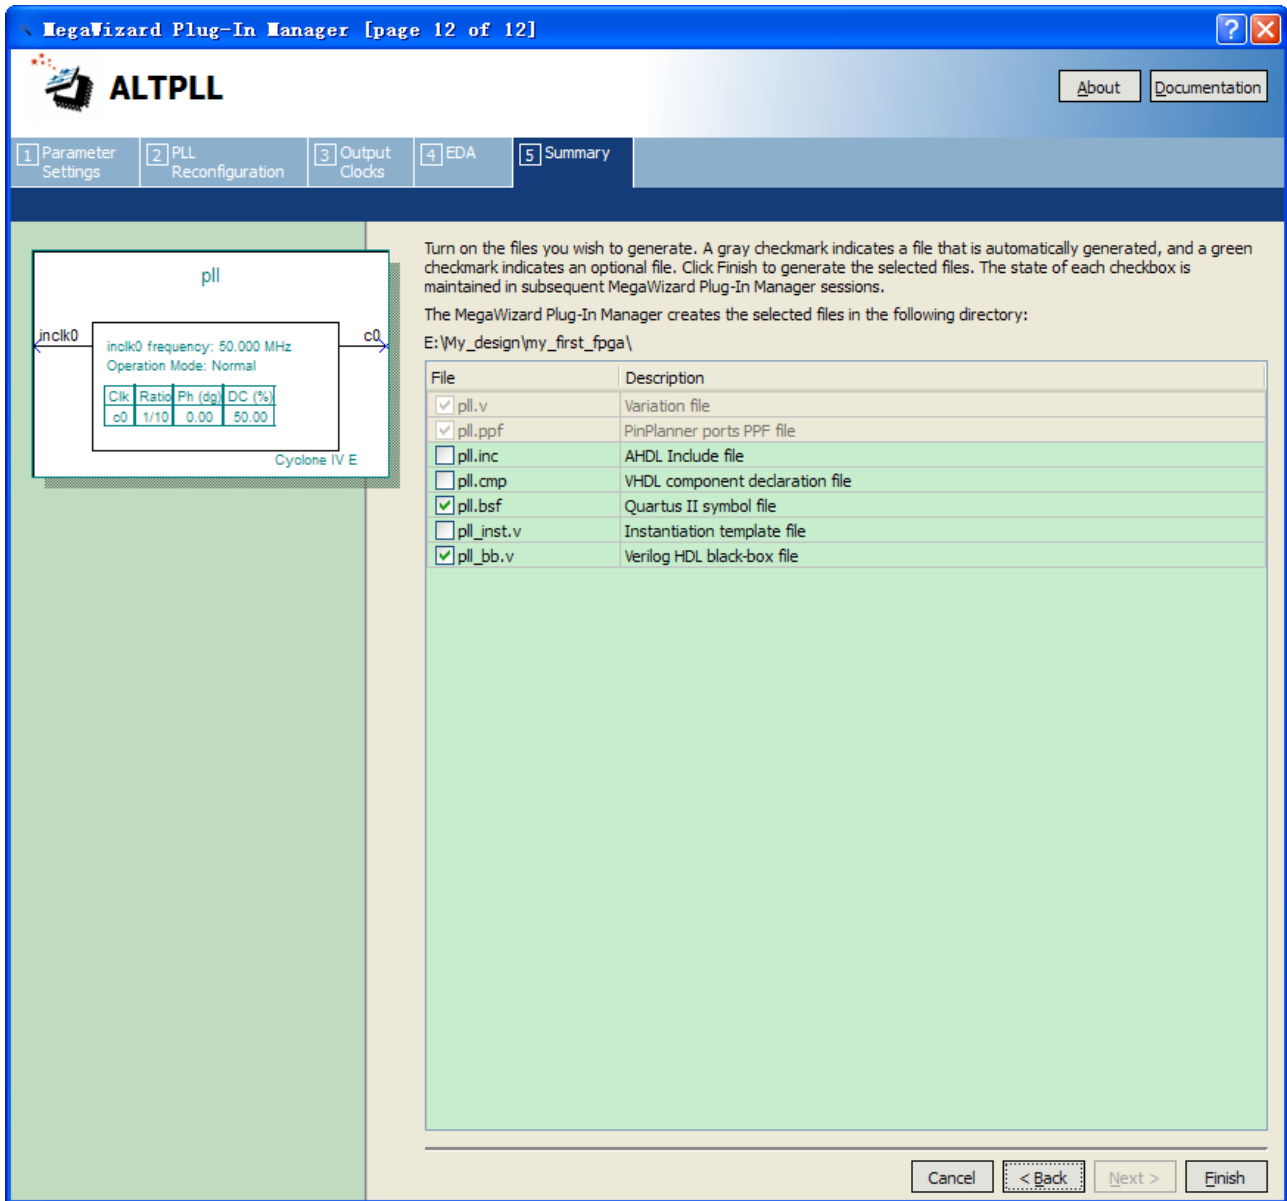 MegaWizard Plug-In Manager [page 12 of 12]
ALTPLL
About
Documentation
1 Parameter Settings
2 PLL Reconfiguration
3 Output Clocks
4 EDA
5 Summary
pll
inclk0
c0
inclk0 frequency: 50.000 MHz
Operation Mode: Normal
Clk Ratio Ph (dg) DC (%)
c0 1/10 0.00 50.00
Cyclone IV E
Turn on the files you wish to generate. A gray checkmark indicates a file that is automatically generated, and a green
checkmark indicates an optional file. Click Finish to generate the selected files. The state of each checkbox is
maintained in subsequent MegaWizard Plug-In Manager sessions.
The MegaWizard Plug-In Manager creates the selected files in the following directory:
E:\My_design\my_first_fpga\
File Description
pll.v Variation file
pll.ppf PinPlanner ports PPF file
pll.inc AHDL Include file
pll.cmp VHDL component declaration file
pll.bsf Quartus II symbol file
pll_inst.v Instantiation template file
pll_bb.v Verilog HDL black-box file
Cancel
< Back
Next >
Finish